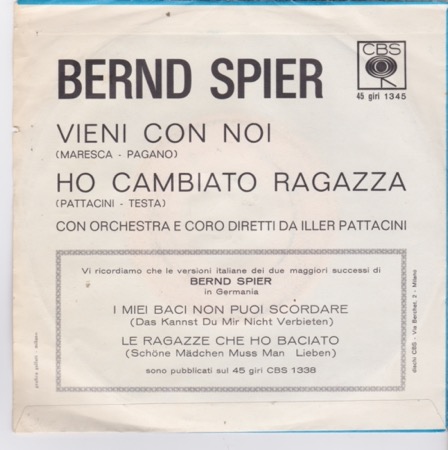 BERND SPIER
CBS
45 giri 1345
VIENI CON NOI
(MARESCA - PAGANO)
HO CAMBIATO RAGAZZA
(PATTACINI - TESTA)
CON ORCHESTRA E CORO DIRETTI DA ILLER PATTACINI
Vi ricordiamo che le versioni italiane dei due maggiori successi di
BERND SPIER
in Germania
I MIEI BACI NON PUOI SCORDARE
(Das Kannst Du Mir Nicht Verbieten)
LE RAGAZZE CHE HO BACIATO
(Schöne Mädchen Muss Man Lieben)
sono pubblicati sul 45 giri CBS 1338
dischi CBS - Via Berchet, 2 - Milano